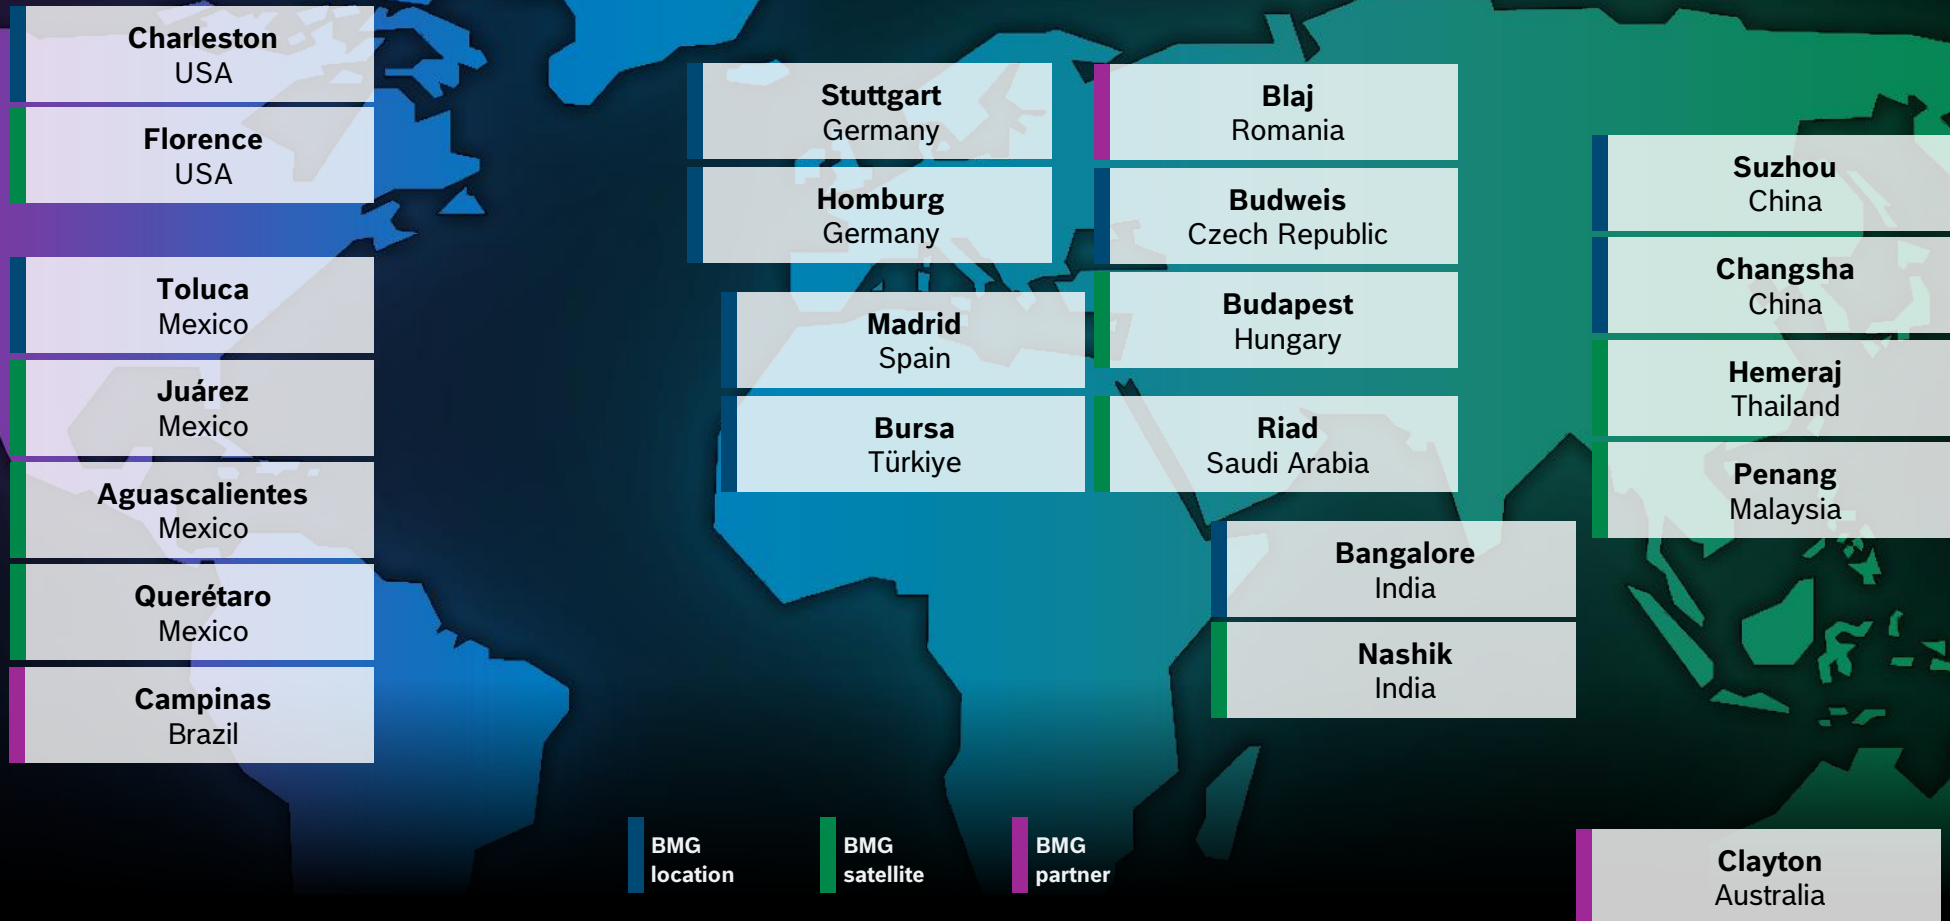 Charleston
USA
Florence
USA
Toluca
Mexico
Juárez
Mexico
Aguascalientes
Mexico
Querétaro
Mexico
Campinas
Brazil
Stuttgart
Germany
Homburg
Germany
Madrid
Spain
Bursa
Türkiye
Blaj
Romania
Budweis
Czech Republic
Budapest
Hungary
Riad
Saudi Arabia
Bangalore
India
Nashik
India
Suzhou
China
Changsha
China
Hemeraj
Thailand
Penang
Malaysia
Clayton
Australia
BMG
location
BMG
satellite
BMG
partner